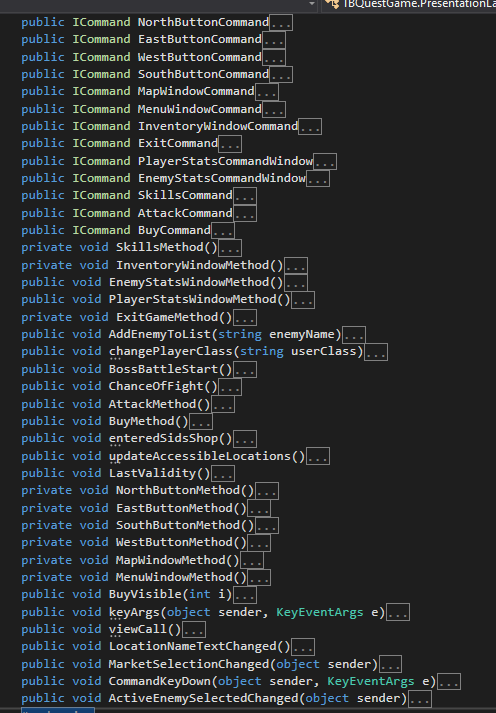 TBQuestGame.PresentationLa
public ICommand NorthButtonCommand...
public ICommand EastButtonCommand...
public ICommand WestButtonCommand...
public ICommand SouthButtonCommand...
public ICommand MapWindowCommand...
public ICommand MenuWindowCommand...
public ICommand InventoryWindowCommand...
public ICommand ExitCommand...
public ICommand PlayerStatsCommandWindow...
public ICommand EnemyStatsCommandWindow...
public ICommand SkillsCommand...
public ICommand AttackCommand...
public ICommand BuyCommand...
private void SkillsMethod()...
private void InventoryWindowMethod()...
public void EnemyStatsWindowMethod()...
public void PlayerStatsWindowMethod()...
private void ExitGameMethod()...
public void AddEnemyToList(string enemyName)...
public void changePlayerClass(string userClass)...
public void BossBattleStart()...
public void ChanceOfFight()...
public void AttackMethod()...
public void BuyMethod()...
public void enteredSidsShop()...
public void updateAccessibleLocations()...
public void LastValidity()...
private void NorthButtonMethod()...
private void EastButtonMethod()...
private void SouthButtonMethod()...
private void WestButtonMethod()...
private void MapWindowMethod()...
private void MenuWindowMethod()...
public void BuyVisible(int i)...
public void keyArgs(object sender, KeyEventArgs e)...
public void viewCall()...
public void LocationNameTextChanged()...
public void MarketSelectionChanged(object sender)...
public void CommandKeyDown(object sender, KeyEventArgs e)...
public void ActiveEnemySelectedChanged(object sender)...